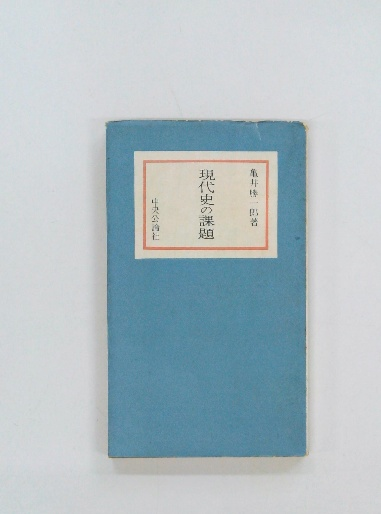 亀井勝一郎著
現代史の課題
中央公論社